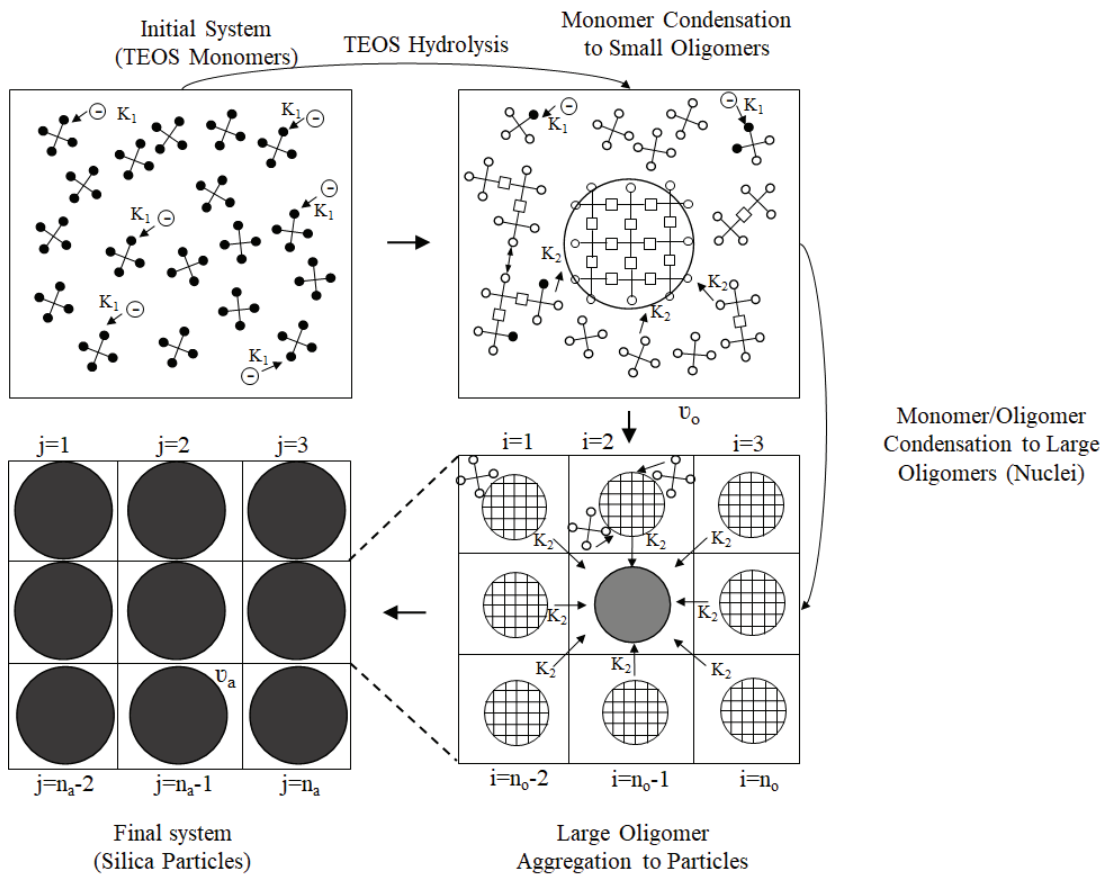 Initial System
(TEOS Monomers)
TEOS Hydrolysis
Monomer Condensation
to Small Oligomers
K₁
K₁
K₁
K₁
K₁
K₁
K₁
K₁
K₂
K₂
K₂
Monomer/Oligomer
Condensation to Large
Oligomers (Nuclei)
ʋₒ
j=1
j=2
j=3
ʋₐ
j=nₐ-2
j=nₐ-1
j=nₐ
Final system
(Silica Particles)
i=1
i=2
i=3
K₂
K₂
K₂
K₂
K₂
K₂
K₂
K₂
i=nₒ-2
i=nₒ-1
i=nₒ
Large Oligomer
Aggregation to Particles